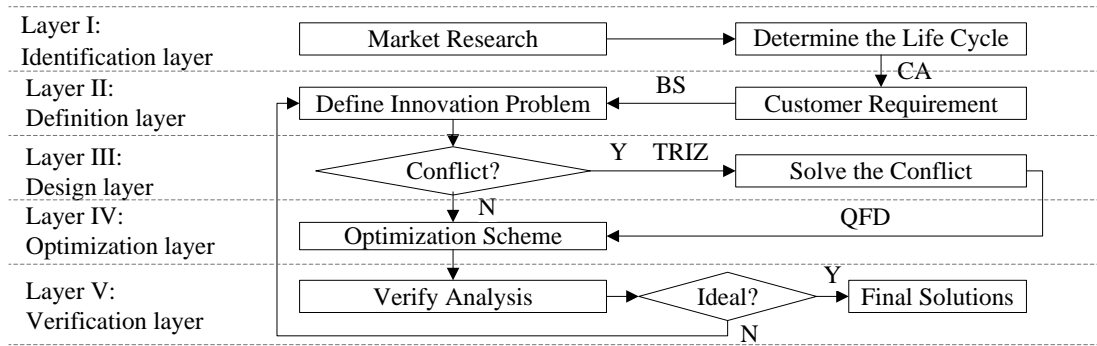 Layer I:
Identification layer
Market Research
Determine the Life Cycle
CA
Layer II:
Definition layer
Define Innovation Problem
BS
Customer Requirement
Layer III:
Design layer
Conflict?
Y TRIZ
Solve the Conflict
N
Layer IV:
Optimization layer
Optimization Scheme
QFD
Layer V:
Verification layer
Verify Analysis
Ideal?
Y
Final Solutions
N